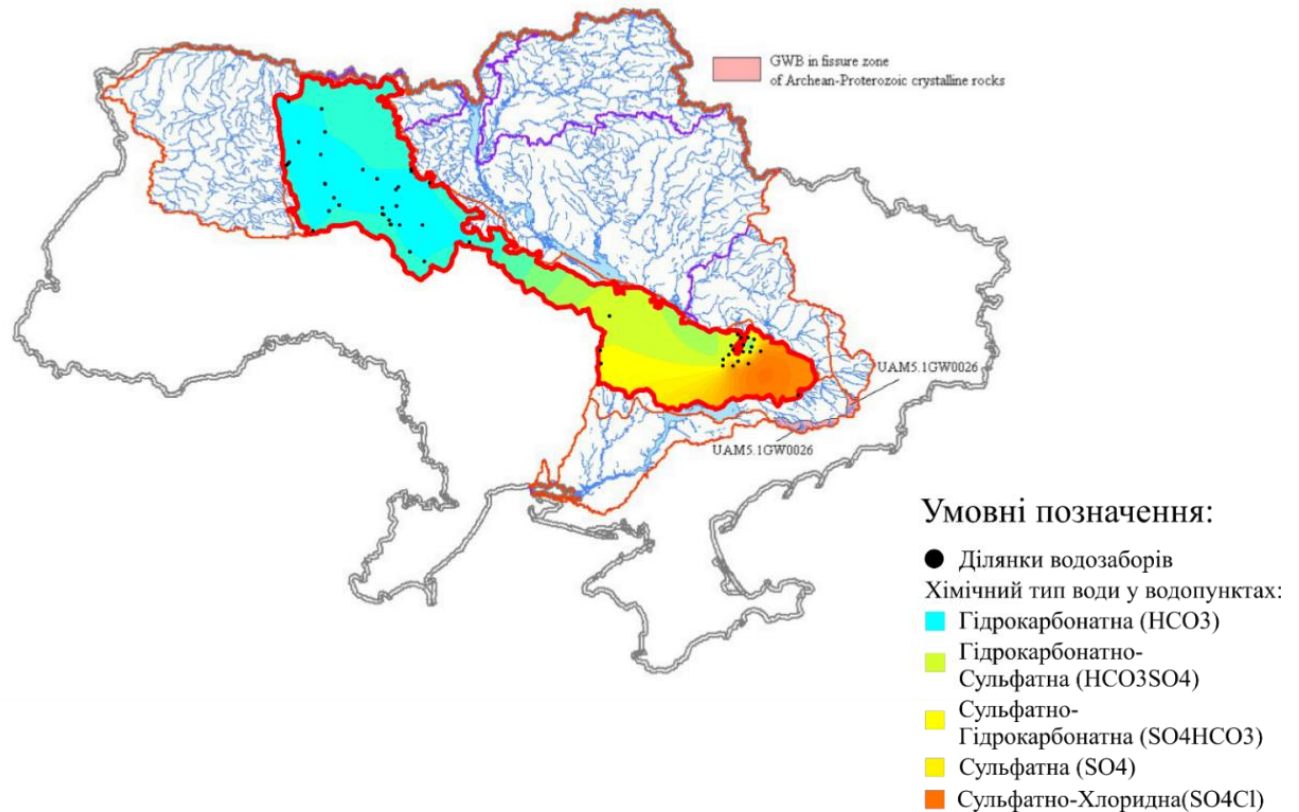 GWB in fissure zone
of Archean-Proterozoic crystalline rocks
UAM5.1GW0026
UAM5.1GW0026
Умовні позначення:
Ділянки водозаборів
Хімічний тип води у водопунктах:
Гідрокарбонатна (HCO3)
Гідрокарбонатно-
Сульфатна (HCO3SO4)
Сульфатно-
Гідрокарбонатна (SO4HCO3)
Сульфатна (SO4)
Сульфатно-Хлоридна(SO4Cl)